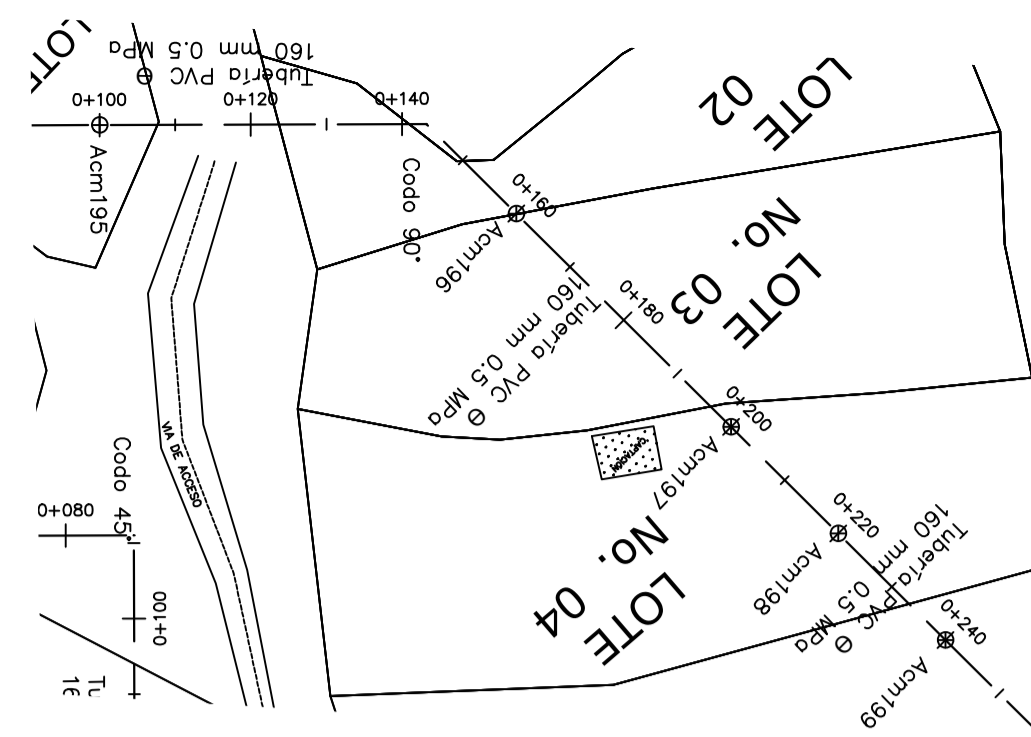 LOTE
Tubería PVC ⊖
160 mm 0.5 MPa
0+100
0+120
0+140
Acm195
Codo 90°
LOTE
02
0+160
Acm196
LOTE
No. 03
0+180
Tubería PVC ⊖
160 mm 0.5 MPa
0+200
Acm197
CAPTACIÓN
VIA DE ACCESO
Codo 45°
0+080
0+100
Tu
16
LOTE
No. 04
0+220
Acm198
Tubería PVC ⊖
160 mm 0.5 MPa
0+240
Acm199